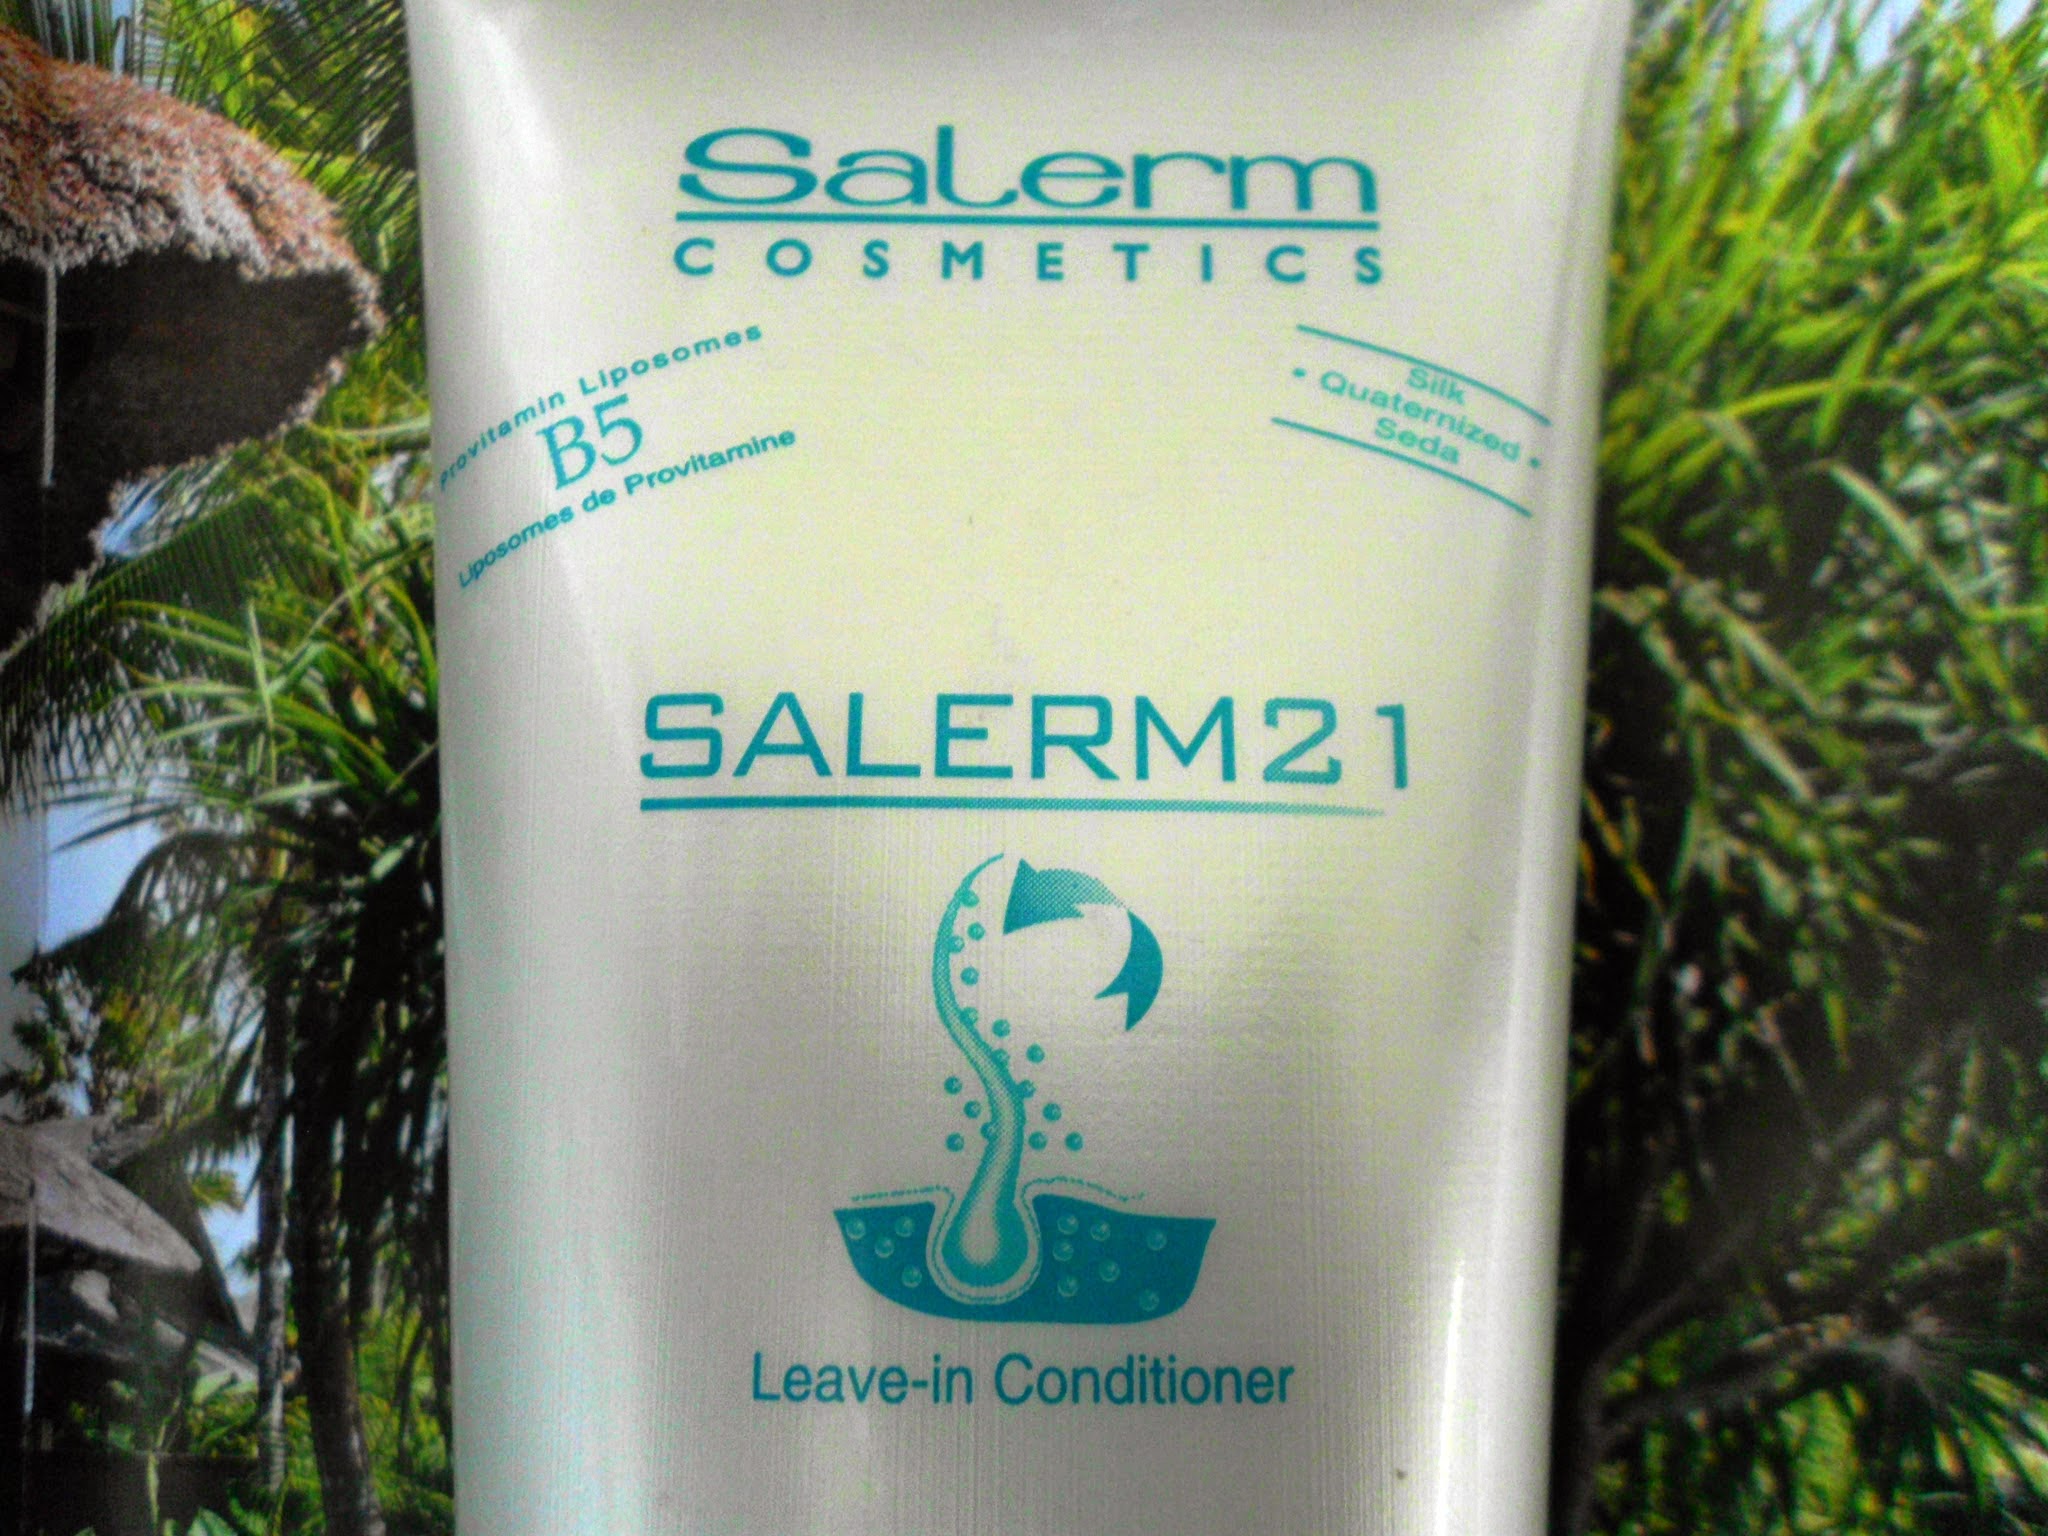 Salerm
COSMETICS
Provitamin Liposomes
B5
Liposomes de Provitamine
Silk
• Quaternized •
Seda
SALERM21
Leave-in Conditioner